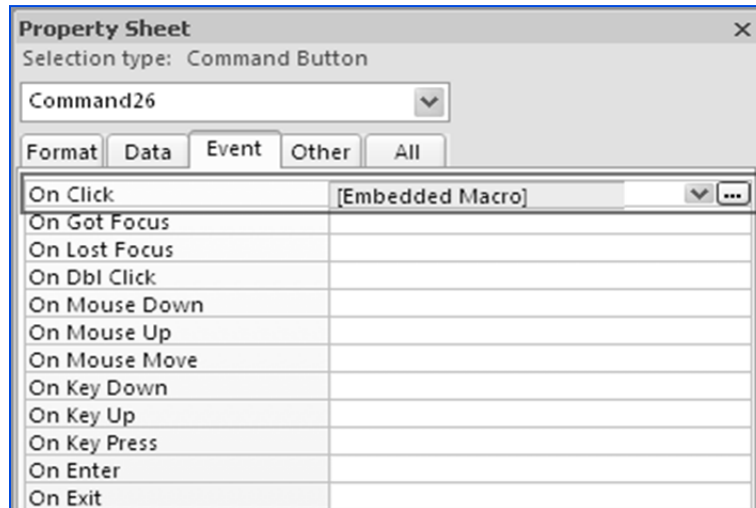 Property Sheet
Selection type: Command Button
Command26
Format Data Event Other All
On Click [Embedded Macro] ...
On Got Focus
On Lost Focus
On Dbl Click
On Mouse Down
On Mouse Up
On Mouse Move
On Key Down
On Key Up
On Key Press
On Enter
On Exit